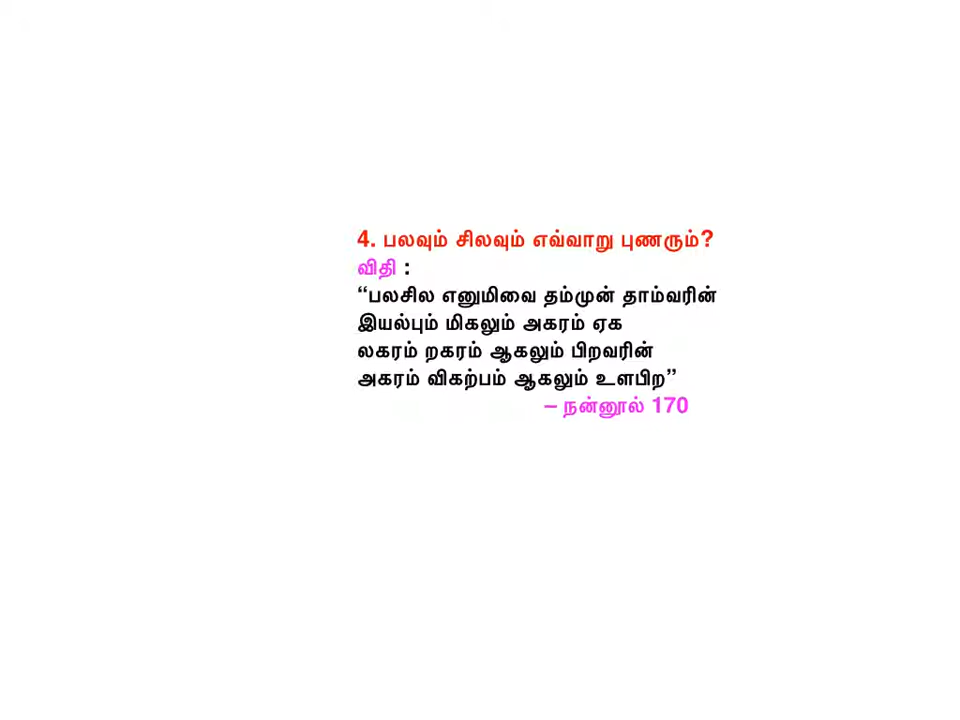 4. பலவும் சிலவும் எவ்வாறு புணரும்?
விதி :
“பலசில எனுமிவை தம்முன் தாம்வரின்
இயல்பும் மிகலும் அகரம் ஏக
லகரம் றகரம் ஆகலும் பிறவரின்
அகரம் விகற்பம் ஆகலும் உளபிற”
– நன்னூல் 170